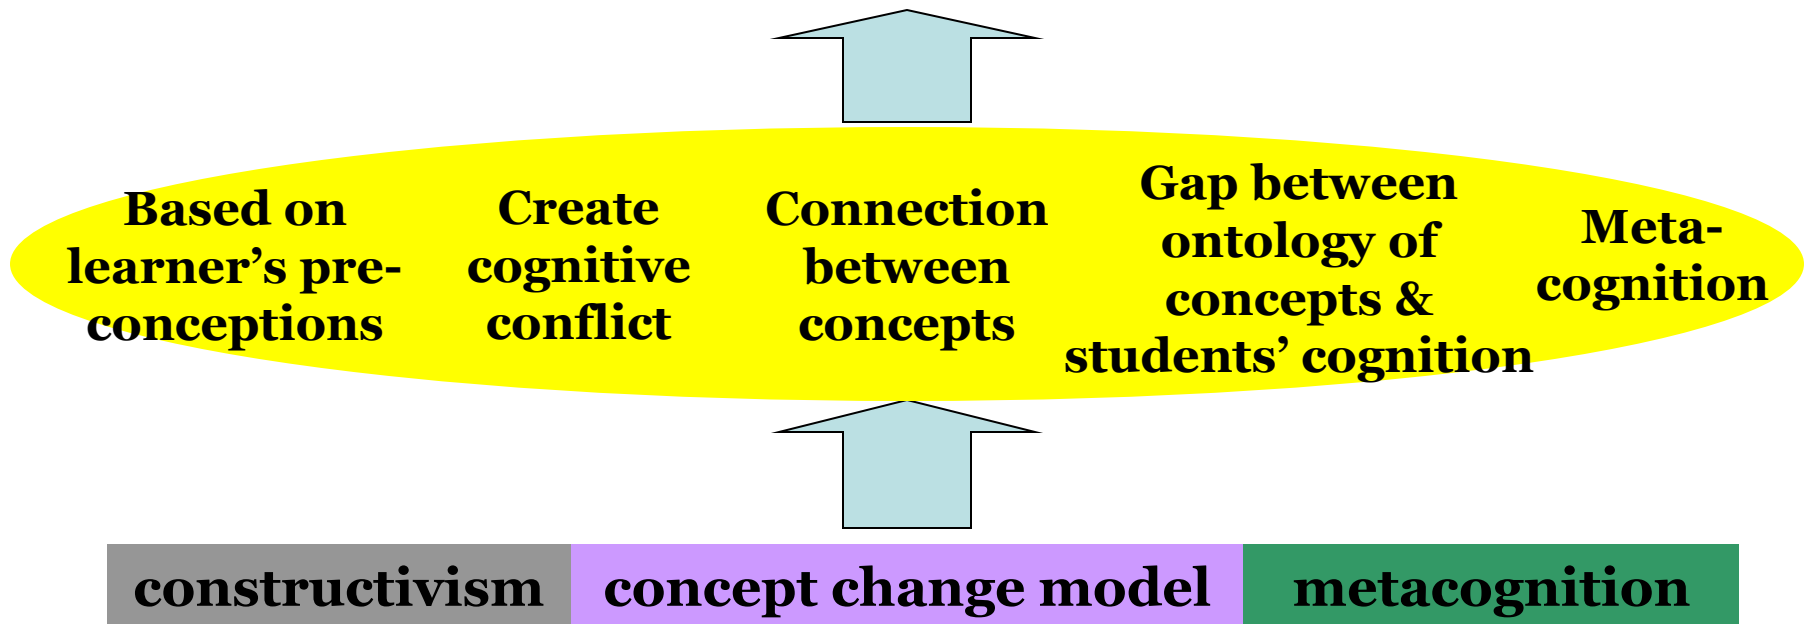 Based on
learner’s pre-
conceptions
Create
cognitive
conflict
Connection
between
concepts
Gap between
ontology of
concepts &
students’ cognition
Meta-
cognition
constructivism
concept change model
metacognition